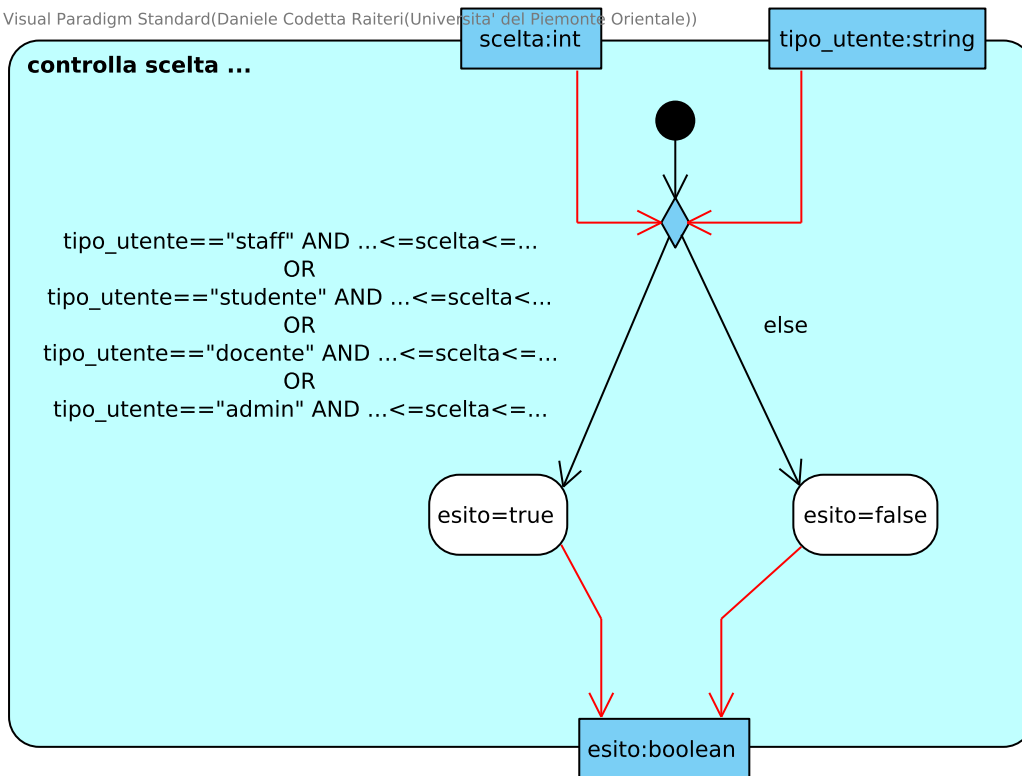 Visual Paradigm Standard(Daniele Codetta Raiteri(Universita' del Piemonte Orientale))
scelta:int
tipo_utente:string
controlla scelta ...
tipo_utente=="staff" AND ...<=scelta<=...
OR
tipo_utente=="studente" AND ...<=scelta<...
OR
tipo_utente=="docente" AND ...<=scelta<=...
OR
tipo_utente=="admin" AND ...<=scelta<=...
else
esito=true
esito=false
esito:boolean